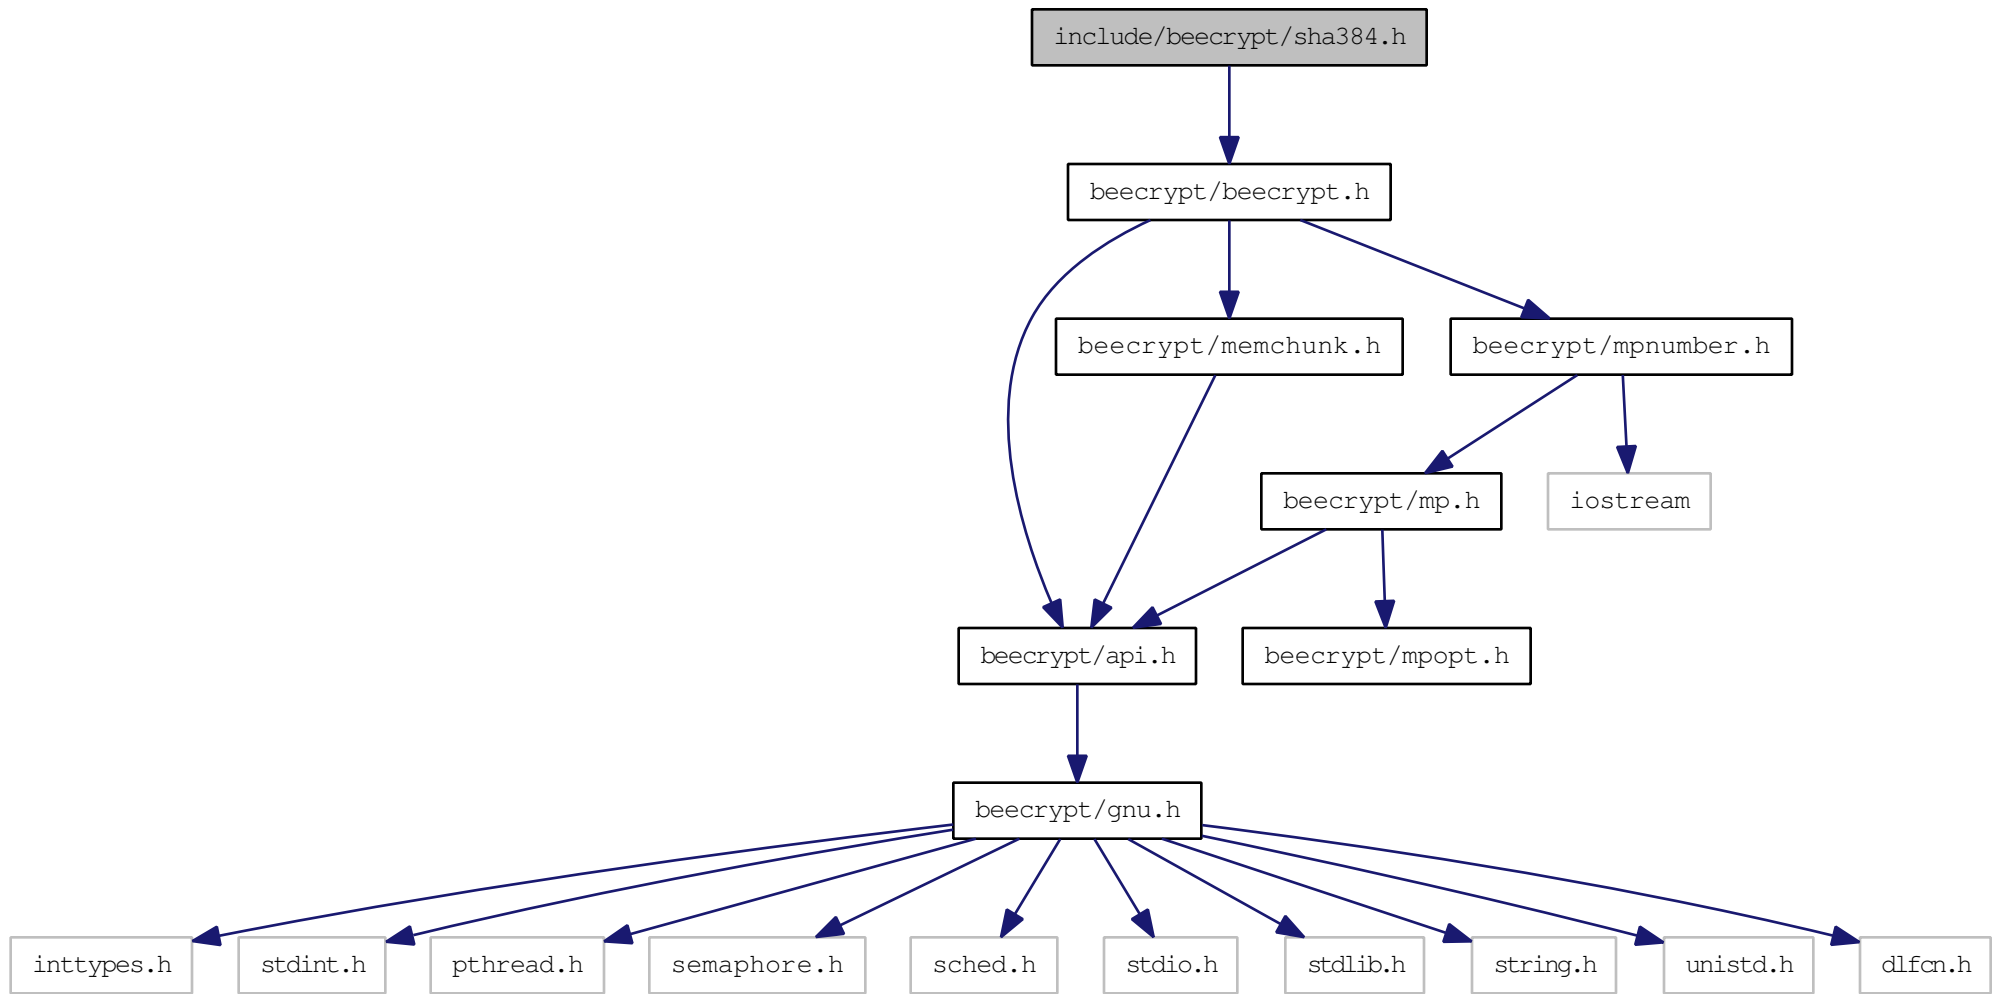 include/beecrypt/sha384.h
beecrypt/beecrypt.h
beecrypt/memchunk.h
beecrypt/mpnumber.h
beecrypt/mp.h
iostream
beecrypt/api.h
beecrypt/mpopt.h
beecrypt/gnu.h
inttypes.h
stdint.h
pthread.h
semaphore.h
sched.h
stdio.h
stdlib.h
string.h
unistd.h
dlfcn.h